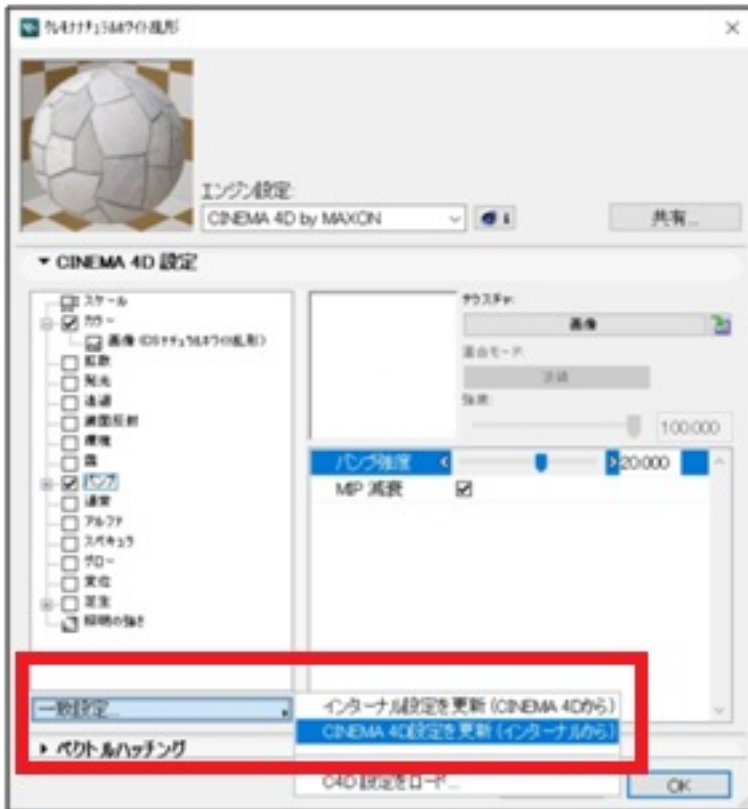 エンジン設定:
CINEMA 4D by MAXON
i
共有...
CINEMA 4D 設定
スケール
カラー
拡散
発光
透過
鏡面反射
環境
霧
バンプ
通常
アルファ
スペキュラ
グロー
変位
芝生
照明の強さ
テクスチャ:
画像
混合モード:
強度:
100.000
バンプ強度
20.000
MIP 減衰
一致設定...
インターナル設定を更新 (CINEMA 4Dから)
CINEMA 4D設定を更新 (インターナルから)
C4D 設定をロード...
ベクトルハッチング
OK